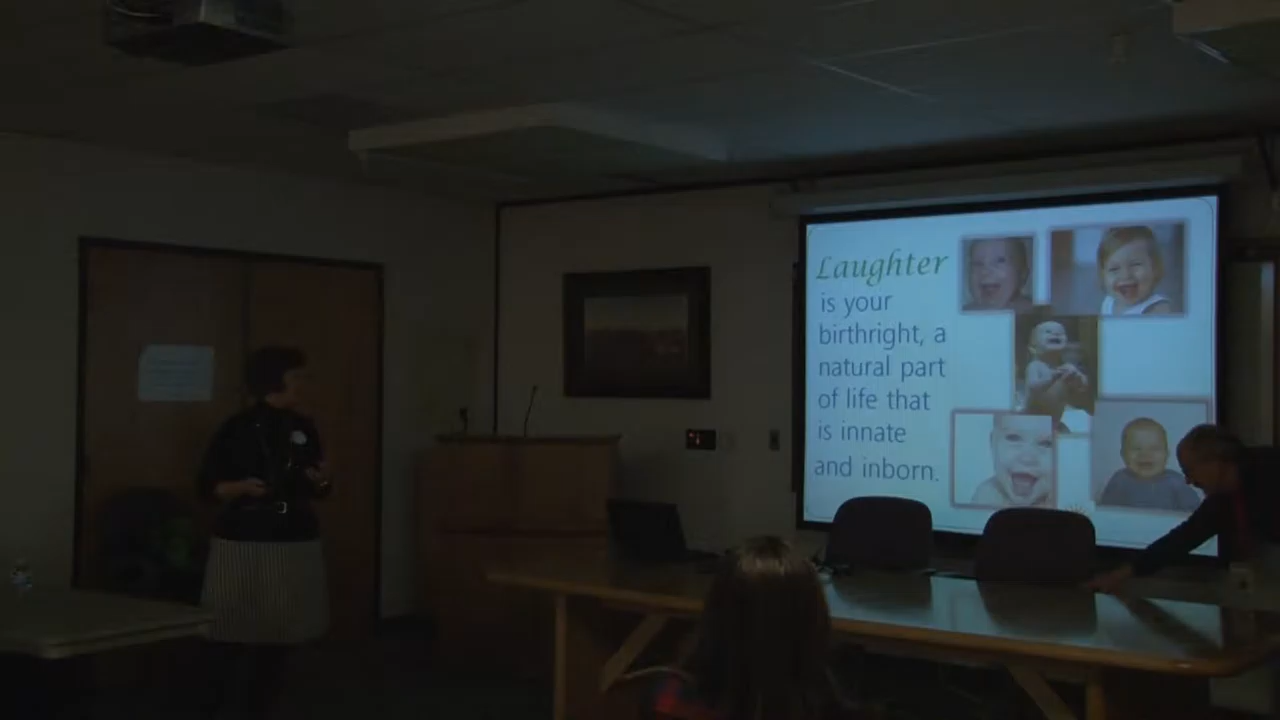 Laughter
is your
birthright, a
natural part
of life that
is innate
and inborn.